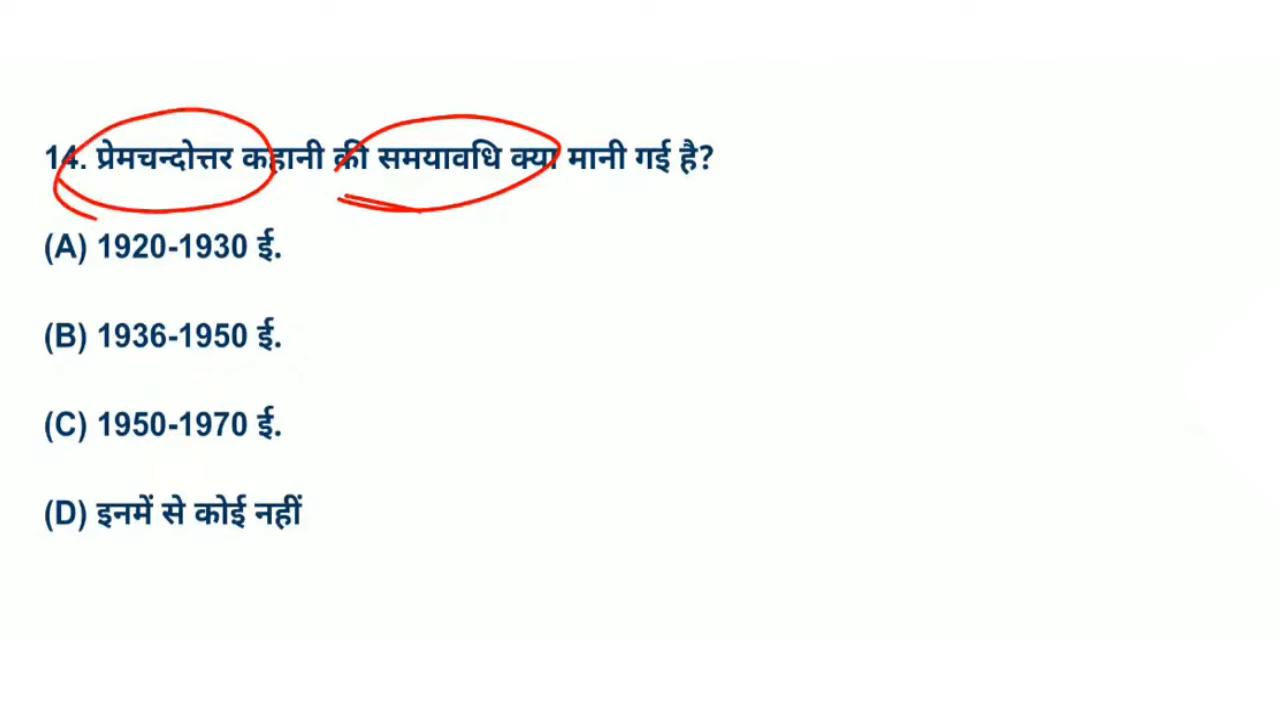 14. प्रेमचन्दोत्तर कहानी की समयावधि क्या मानी गई है?
(A) 1920-1930 ई.
(B) 1936-1950 ई.
(C) 1950-1970 ई.
(D) इनमें से कोई नहीं